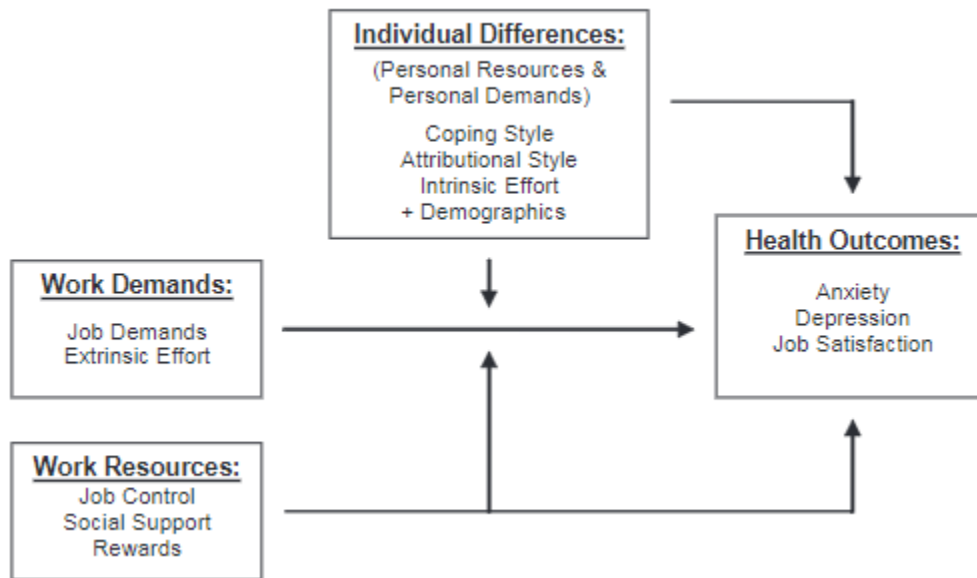 Individual Differences:
(Personal Resources &
Personal Demands)
Coping Style
Attributional Style
Intrinsic Effort
+ Demographics
Work Demands:
Job Demands
Extrinsic Effort
Health Outcomes:
Anxiety
Depression
Job Satisfaction
Work Resources:
Job Control
Social Support
Rewards